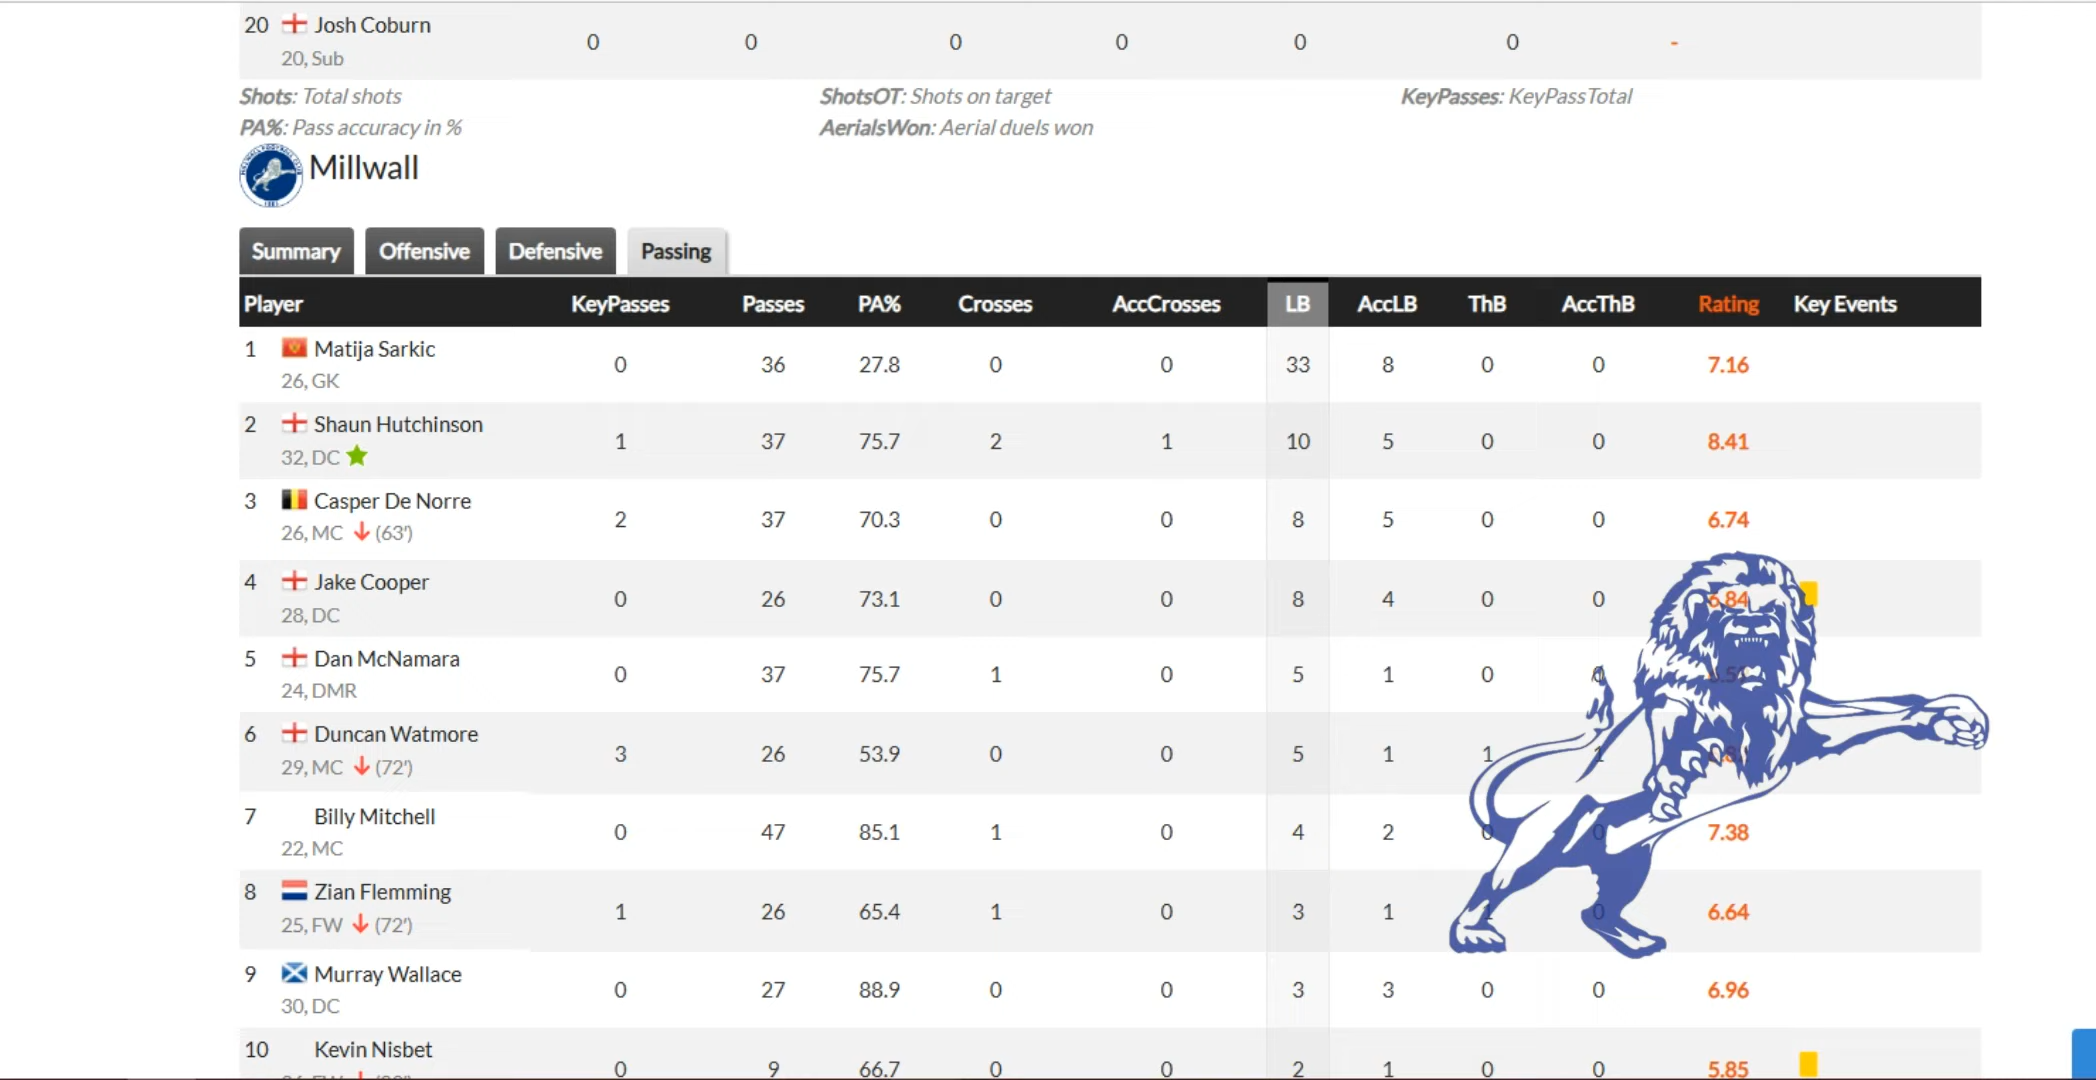 20 Josh Coburn
20, Sub 0 0 0 0 0 0 -
Shots: Total shots ShotsOT: Shots on target KeyPasses: KeyPassTotal
PA%: Pass accuracy in % AerialsWon: Aerial duels won
Millwall
Summary Offensive Defensive Passing
Player KeyPasses Passes PA% Crosses AccCrosses LB AccLB ThB AccThB Rating Key Events
1 Matija Sarkic
26, GK 0 36 27.8 0 0 33 8 0 0 7.16
2 Shaun Hutchinson
32, DC 1 37 75.7 2 1 10 5 0 0 8.41
3 Casper De Norre
26, MC (63') 2 37 70.3 0 0 8 5 0 0 6.74
4 Jake Cooper
28, DC 0 26 73.1 0 0 8 4 0 0 6.84
5 Dan McNamara
24, DMR 0 37 75.7 1 0 5 1 0 0
6 Duncan Watmore
29, MC (72') 3 26 53.9 0 0 5 1 1 1
7 Billy Mitchell
22, MC 0 47 85.1 1 0 4 2 0 0 7.38
8 Zian Flemming
25, FW (72') 1 26 65.4 1 0 3 1 1 0 6.64
9 Murray Wallace
30, DC 0 27 88.9 0 0 3 3 0 0 6.96
10 Kevin Nisbet
0 9 66.7 0 0 2 1 0 0 5.85